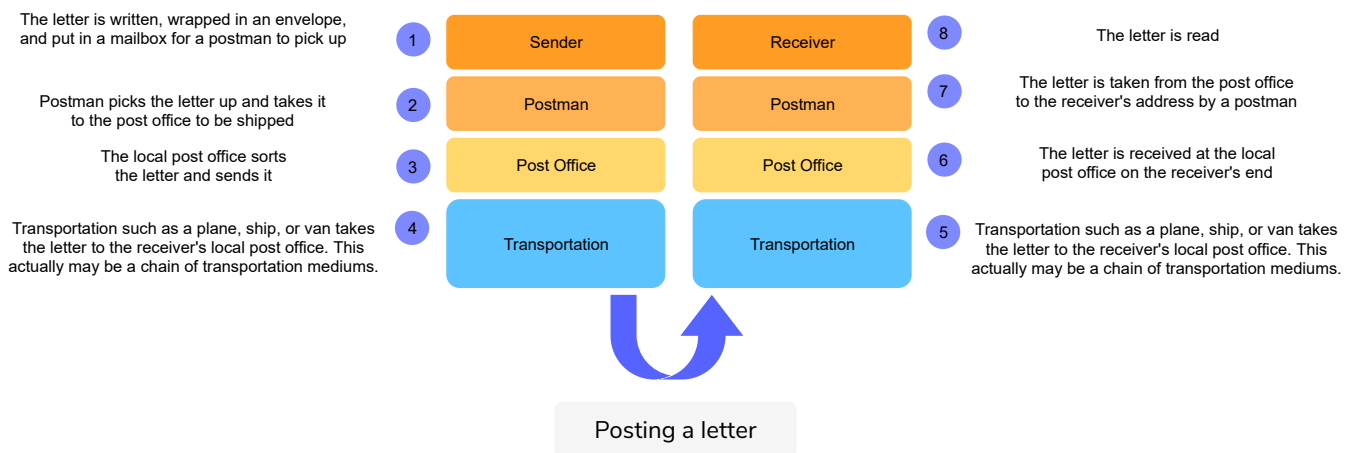 The letter is written, wrapped in an envelope,
and put in a mailbox for a postman to pick up
1
Sender
Receiver
8
The letter is read
Postman picks the letter up and takes it
to the post office to be shipped
2
Postman
Postman
7
The letter is taken from the post office
to the receiver's address by a postman
The local post office sorts
the letter and sends it
3
Post Office
Post Office
6
The letter is received at the local
post office on the receiver's end
Transportation such as a plane, ship, or van takes
the letter to the receiver's local post office. This
actually may be a chain of transportation mediums.
4
Transportation
Transportation
5
Transportation such as a plane, ship, or van takes
the letter to the receiver's local post office. This
actually may be a chain of transportation mediums.
Posting a letter